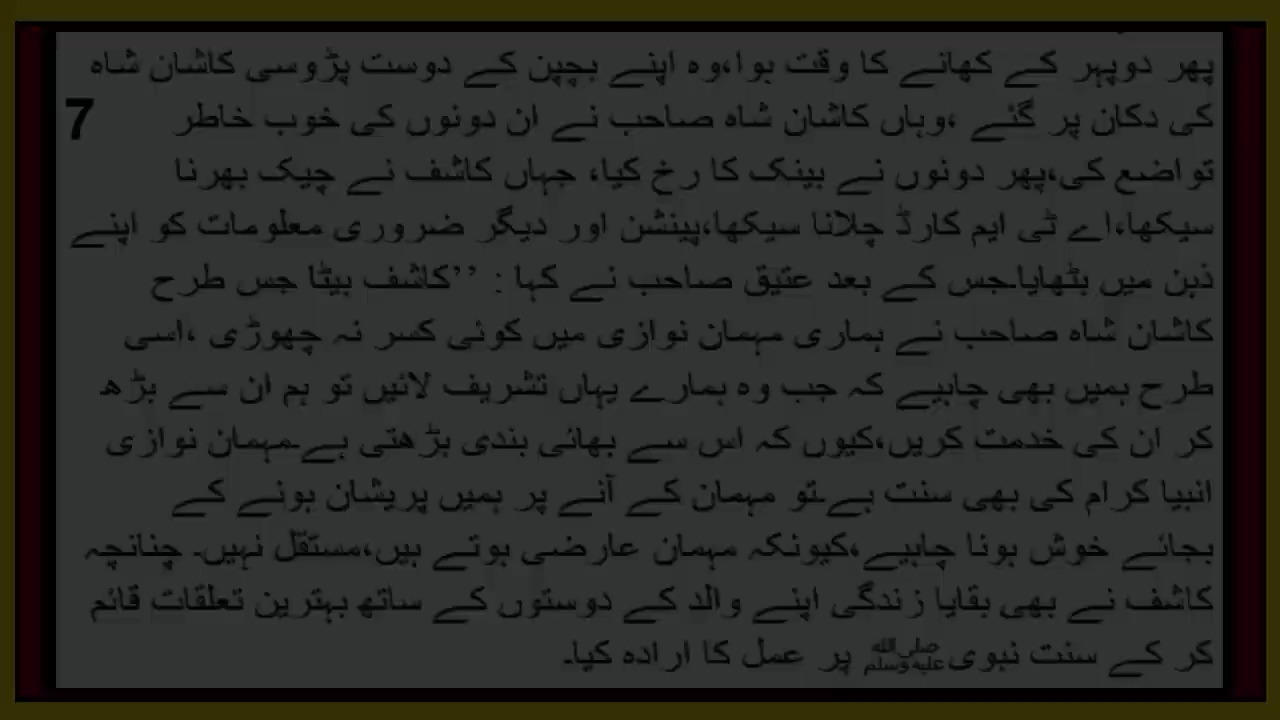 پھر دوپہر کے کھانے کا وقت ہوا،وہ اپنے بچپن کے دوست پڑوسی کاشان شاہ
کی دکان پر گئے ،وہاں کاشان شاہ صاحب نے ان دونوں کی خوب خاطر 7
تواضع کی،پھر دونوں نے بینک کا رخ کیا، جہاں کاشف نے چیک بھرنا
سیکھا،اے ٹی ایم کارڈ چلانا سیکھا،پینشن اور دیگر ضروری معلومات کو اپنے
ذہن میں بٹھایا۔جس کے بعد عتیق صاحب نے کہا : ’’کاشف بیٹا جس طرح
کاشان شاہ صاحب نے ہماری مہمان نوازی میں کوئی کسر نہ چھوڑی ،اسی
طرح ہمیں بھی چاہیے کہ جب وہ ہمارے یہاں تشریف لائیں تو ہم ان سے بڑھ
کر ان کی خدمت کریں،کیوں کہ اس سے بھائی بندی بڑھتی ہے۔مہمان نوازی
انبیا کرام کی بھی سنت ہے۔تو مہمان کے آنے پر ہمیں پریشان ہونے کے
بجائے خوش ہونا چاہیے،کیونکہ مہمان عارضی ہوتے ہیں،مستقل نہیں۔ چنانچہ
کاشف نے بھی بقایا زندگی اپنے والد کے دوستوں کے ساتھ بہترین تعلقات قائم
کر کے سنت نبویﷺ پر عمل کا ارادہ کیا۔